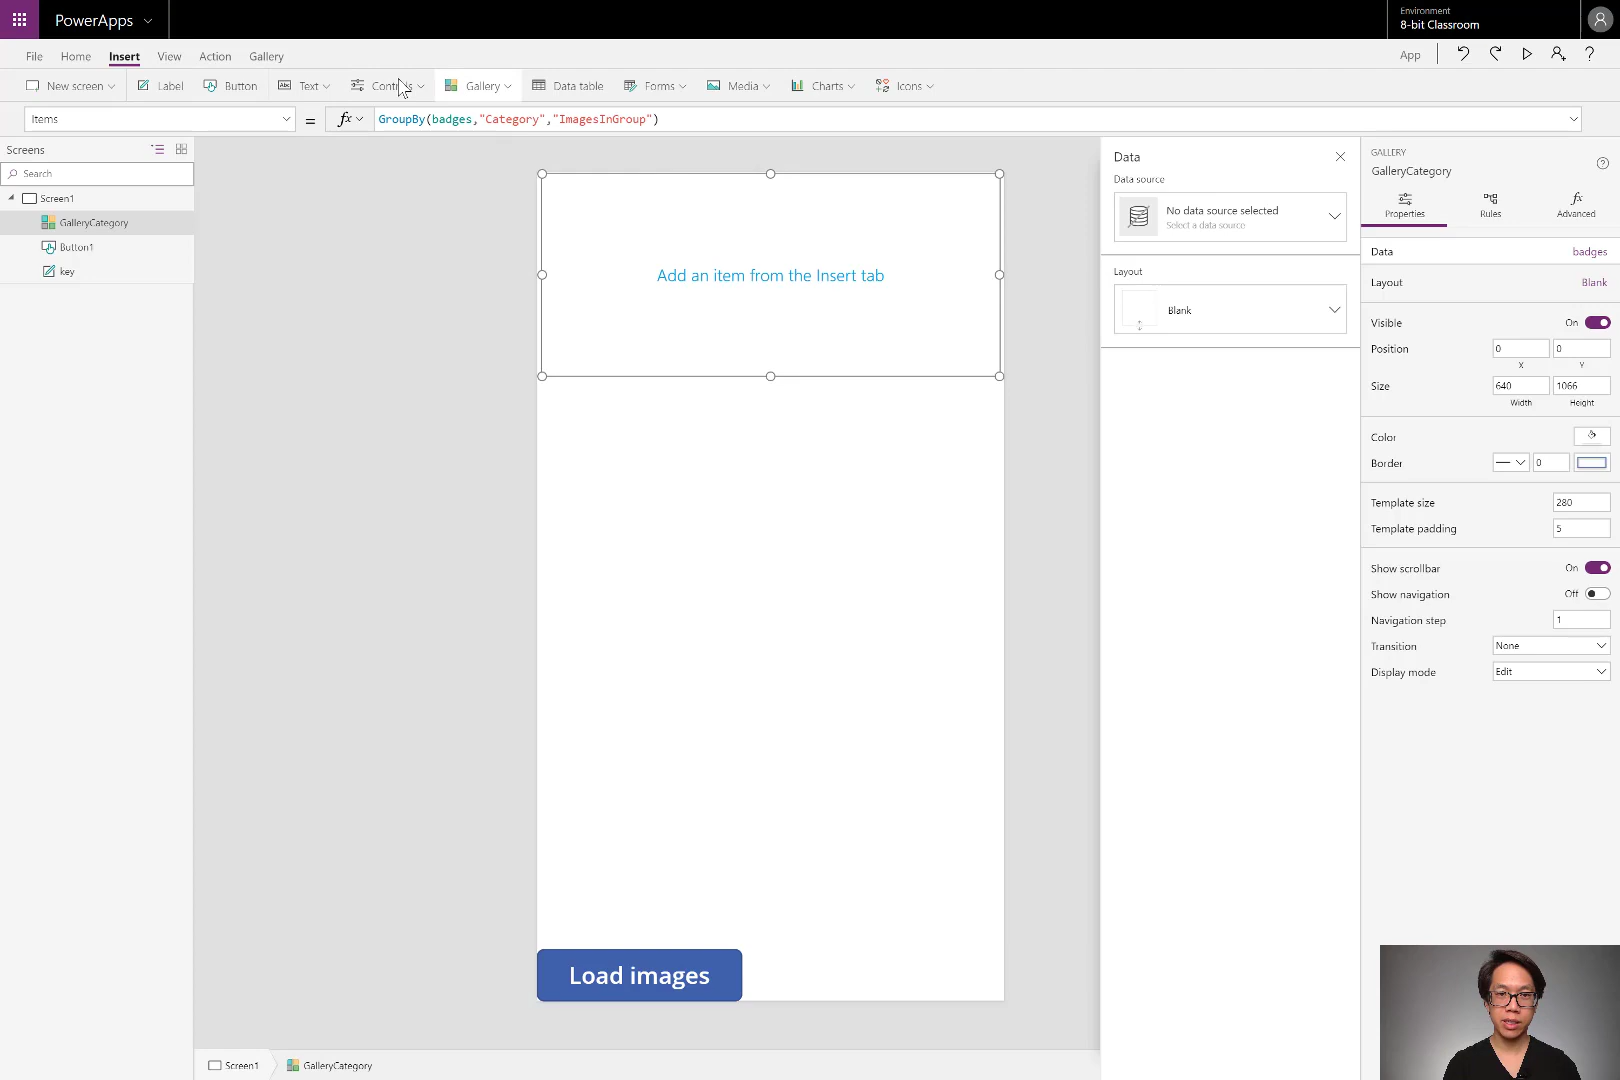 PowerApps
Environment
8-bit Classroom
File Home Insert View Action Gallery
App
New screen Label Button Text Controls Gallery Data table Forms Media Charts Icons
Items = fx GroupBy(badges,"Category","ImagesInGroup")
Screens
Search
Screen1
GalleryCategory
Button1
key
Add an item from the Insert tab
Load images
Data
Data source
No data source selected
Select a data source
Layout
Blank
GALLERY
GalleryCategory
Properties Rules Advanced
Data badges
Layout Blank
Visible On
Position 0 0
X Y
Size 640 1066
Width Height
Color
Border 0
Template size 280
Template padding 5
Show scrollbar On
Show navigation Off
Navigation step 1
Transition None
Display mode Edit
Screen1 GalleryCategory